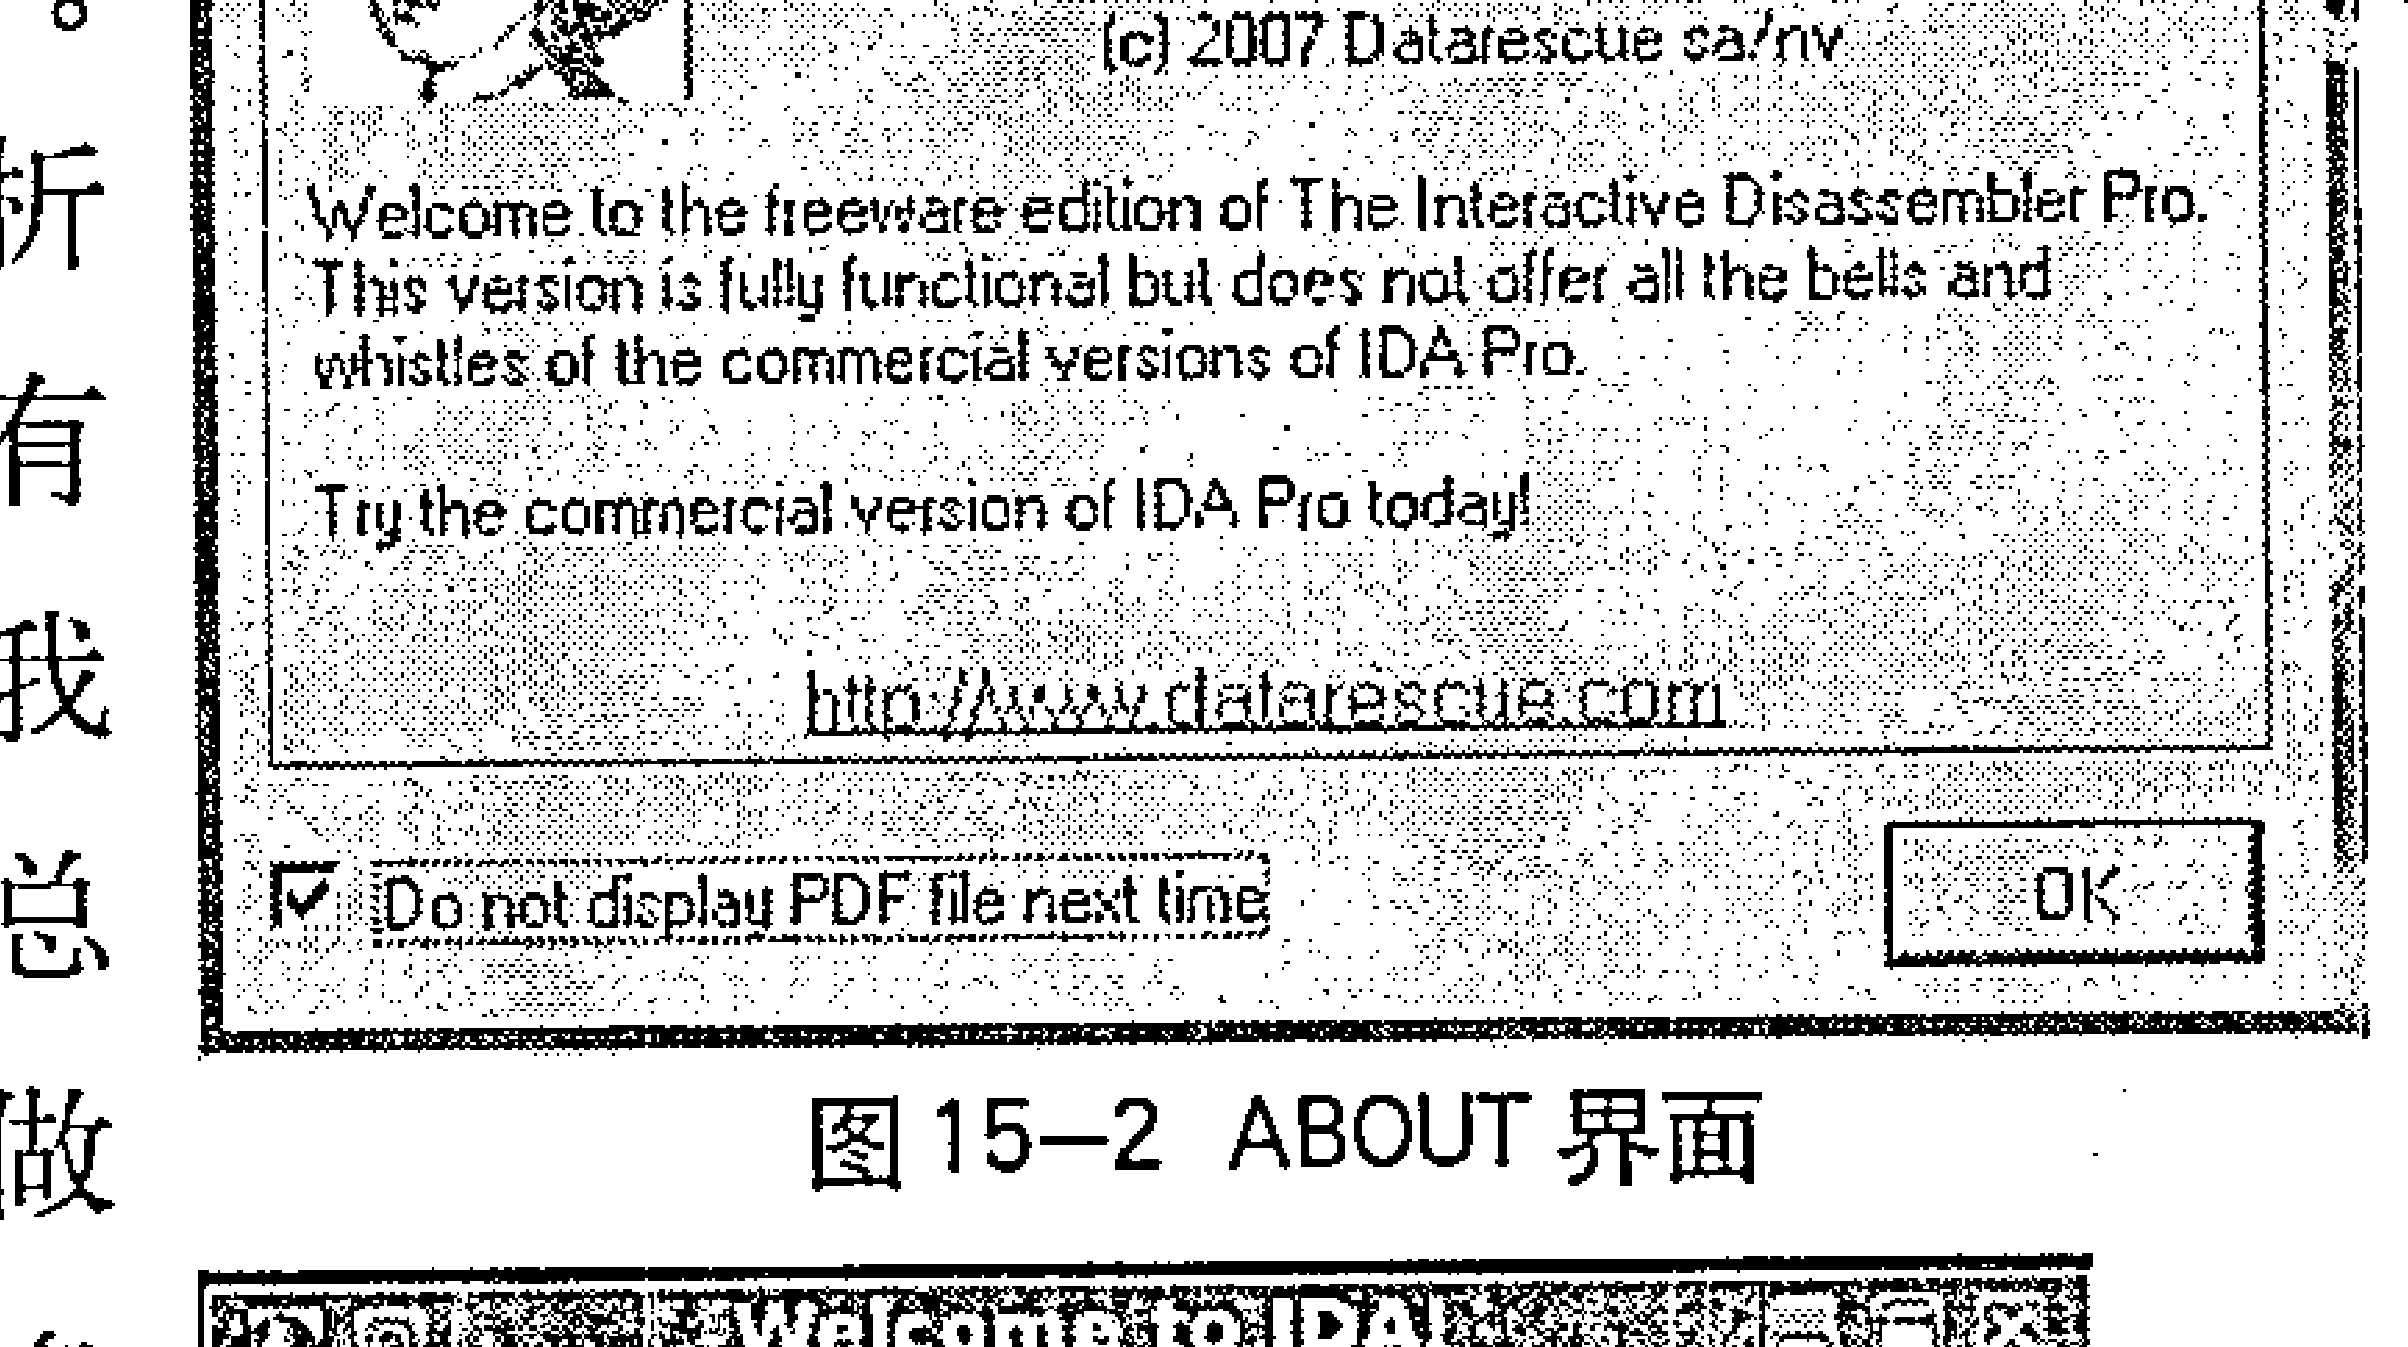 (c) 2007 Datarescue sa/nv
Welcome to the freeware edition of The Interactive Disassembler Pro.
This version is fully functional but does not offer all the bells and
whistles of the commercial versions of IDA Pro.
Try the commercial version of IDA Pro today!
http://www.datarescue.com
Do not display PDF file next time
OK
图 15-2 ABOUT 界面
Welcome to IDA!
。
析
有
我
总
做